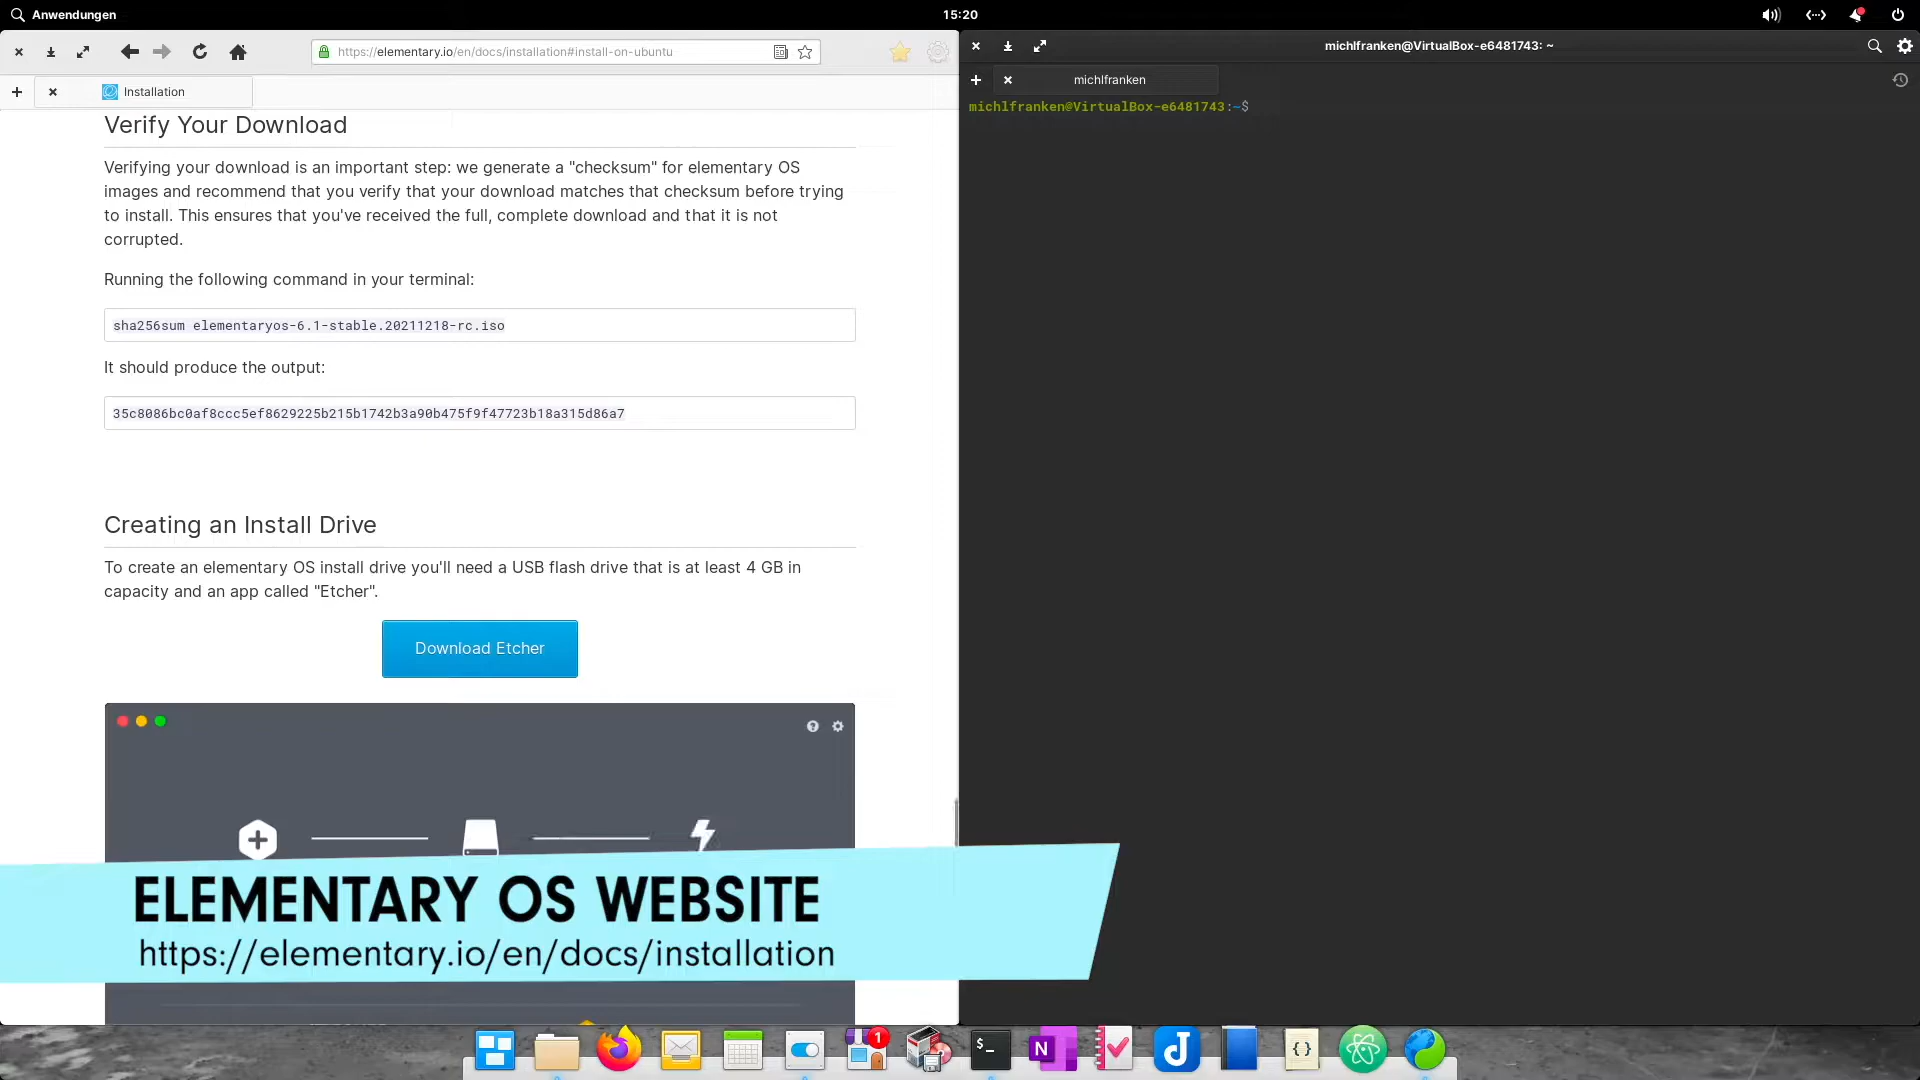 Anwendungen
15:20
https://elementary.io/en/docs/installation#install-on-ubuntu
Installation
Verify Your Download
Verifying your download is an important step: we generate a "checksum" for elementary OS
images and recommend that you verify that your download matches that checksum before trying
to install. This ensures that you've received the full, complete download and that it is not
corrupted.
Running the following command in your terminal:
sha256sum elementaryos-6.1-stable.20211218-rc.iso
It should produce the output:
35c8086bc0af8ccc5ef8629225b215b1742b3a90b475f9f47723b18a315d86a7
Creating an Install Drive
To create an elementary OS install drive you'll need a USB flash drive that is at least 4 GB in
capacity and an app called "Etcher".
Download Etcher
ELEMENTARY OS WEBSITE
https://elementary.io/en/docs/installation
michlfranken@VirtualBox-e6481743: ~
michlfranken
michlfranken@VirtualBox-e6481743:~$
1
$ _
N
J
{}